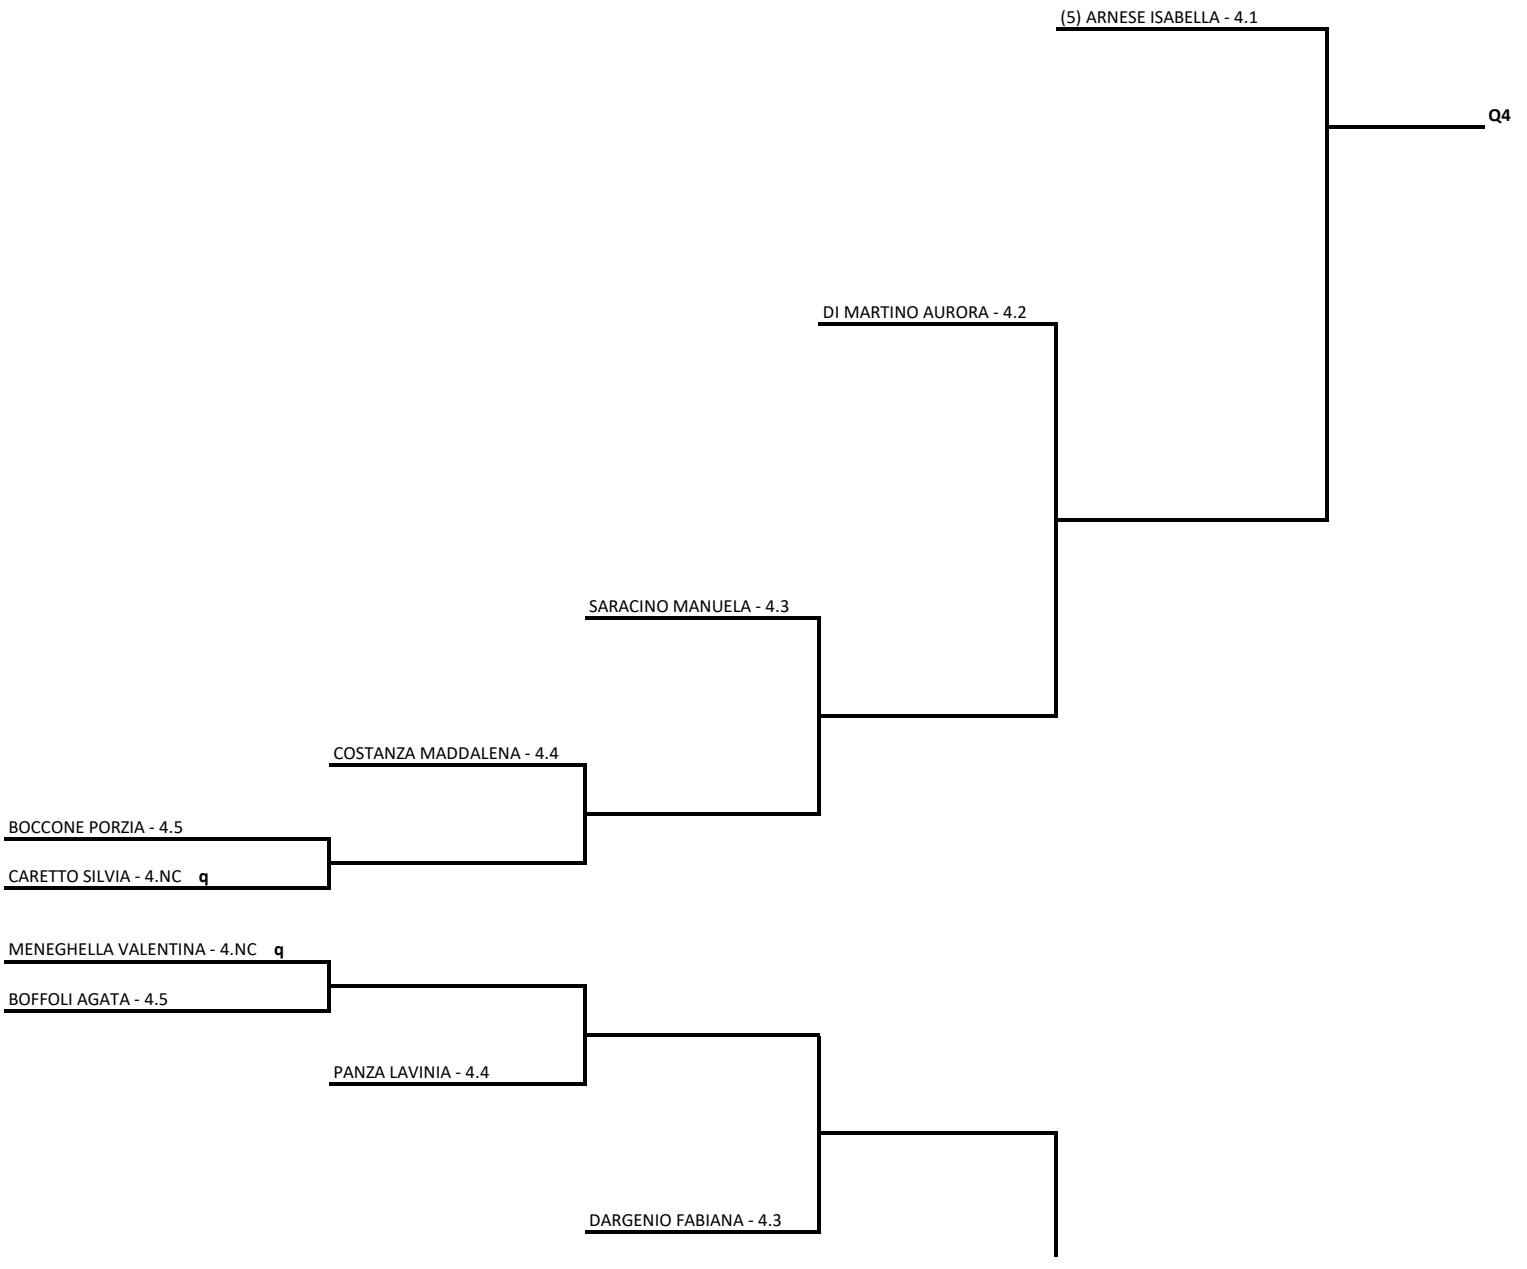 (5) ARNESE ISABELLA - 4.1
Q4
DI MARTINO AURORA - 4.2
SARACINO MANUELA - 4.3
COSTANZA MADDALENA - 4.4
BOCCONE PORZIA - 4.5
CARETTO SILVIA - 4.NC q
MENEGHELLA VALENTINA - 4.NC q
BOFFOLI AGATA - 4.5
PANZA LAVINIA - 4.4
DARGENIO FABIANA - 4.3